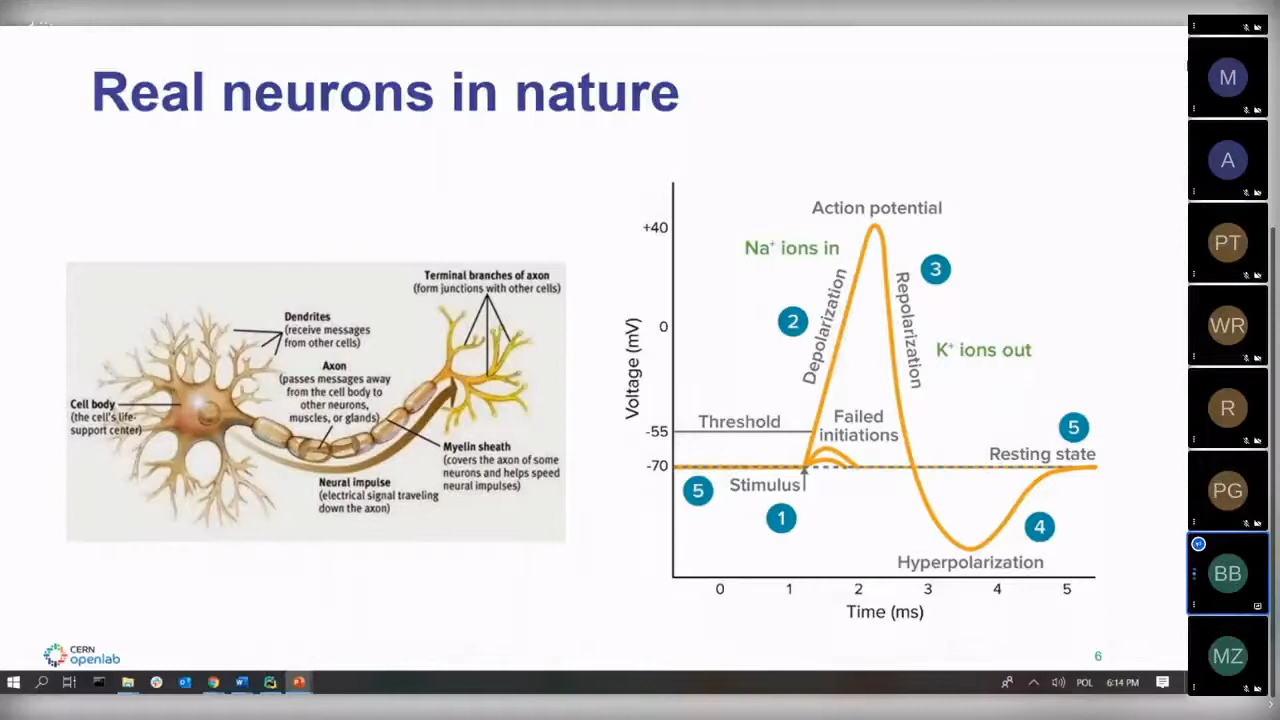 Real neurons in nature
Terminal branches of axon
(form junctions with other cells)
Dendrites
(receive messages
from other cells)
Axon
(passes messages away
from the cell body to
other neurons,
muscles, or glands)
Cell body
(the cell's life-
support center)
Myelin sheath
(covers the axon of some
neurons and helps speed
neural impulses)
Neural impulse
(electrical signal traveling
down the axon)
Action potential
+40
Na⁺ ions in
3
2
Depolarization
Repolarization
0
K⁺ ions out
Voltage (mV)
Threshold
Failed
initiations
-55
5
Resting state
-70
5
Stimulus
1
4
Hyperpolarization
0 1 2 3 4 5
Time (ms)
CERN
openlab
6
M
A
PT
WR
R
PG
BB
MZ
POL
6:14 PM